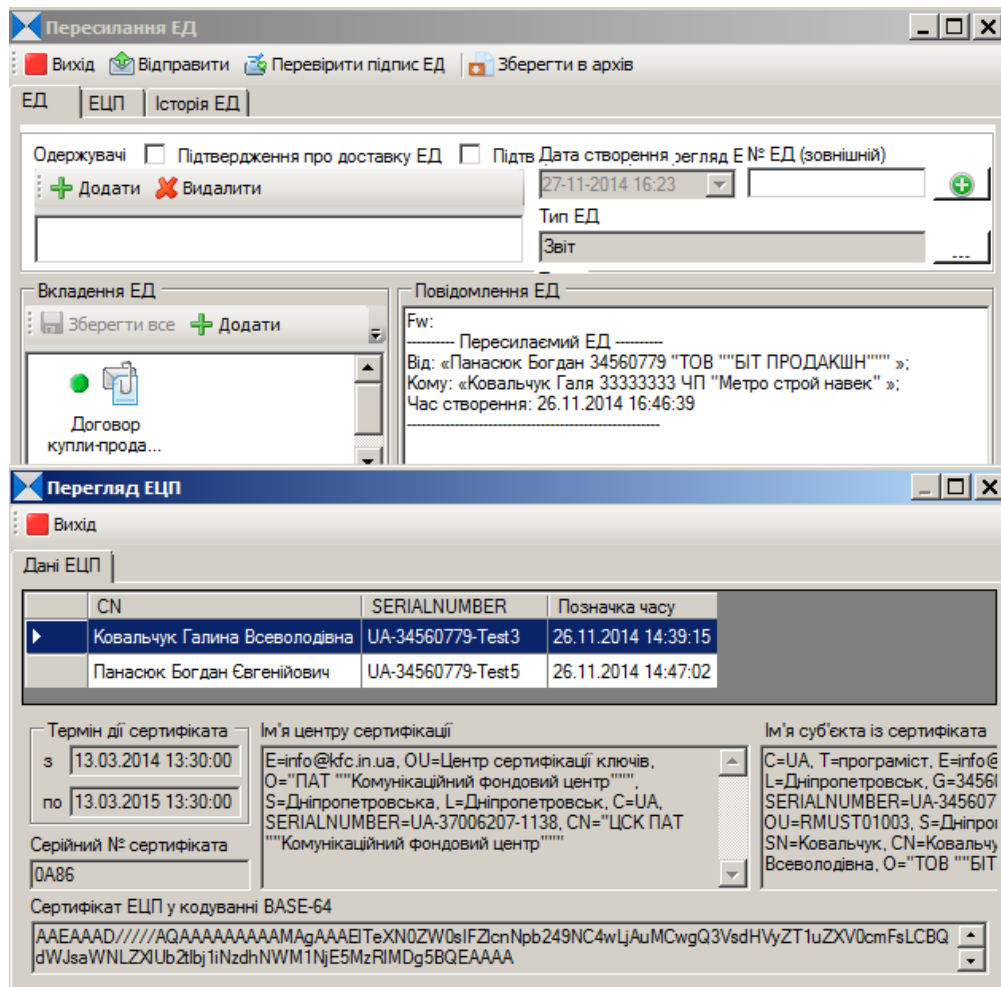 Пересилання ЕД
Вихід Відправити Перевірити підпис ЕД Зберегти в архів
ЕД ЕЦП Історія ЕД
Одержувачі Підтвердження про доставку ЕД Підтв Дата створення регляд Е № ЕД (зовнішній)
Додати Видалити 27-11-2014 16:23
Тип ЕД
Звіт ...
Вкладення ЕД Повідомлення ЕД
Зберегти все Додати
Fw:
---------- Пересилаемий ЕД ----------
Від: «Панасюк Богдан 34560779 "ТОВ ""БІТ ПРОДАКШН"""" »;
Кому: «Ковальчук Галя 33333333 ЧП "Метро строй навек" »;
Час створення: 26.11.2014 16:46:39
------------------------------------------------------
Договор
купли-прода...
Перегляд ЕЦП
Вихід
Дані ЕЦП
CN SERIALNUMBER Позначка часу
Ковальчук Галина Всеволодівна UA-34560779-Test3 26.11.2014 14:39:15
Панасюк Богдан Євгенійович UA-34560779-Test5 26.11.2014 14:47:02
Термін дії сертифіката
з 13.03.2014 13:30:00
по 13.03.2015 13:30:00
Серійний № сертифіката
0A86
Ім'я центру сертифікації
E=info@kfc.in.ua, OU=Центр сертифікації ключів,
O="ПАТ ""Комунікаційний фондовий центр"""",
S=Дніпропетровська, L=Дніпропетровськ, C=UA,
SERIALNUMBER=UA-37006207-1138, CN="ЦСК ПАТ
""Комунікаційний фондовий центр""""
Ім'я суб'єкта із сертифіката
C=UA, T=програміст, E=info@
L=Дніпропетровськ, G=3456
SERIALNUMBER=UA-345607
OU=RMUST01003, S=Дніпро
SN=Ковальчук, CN=Ковальчу
Всеволодівна, O="ТОВ ""БІТ
Сертифікат ЕЦП у кодуванні BASE-64